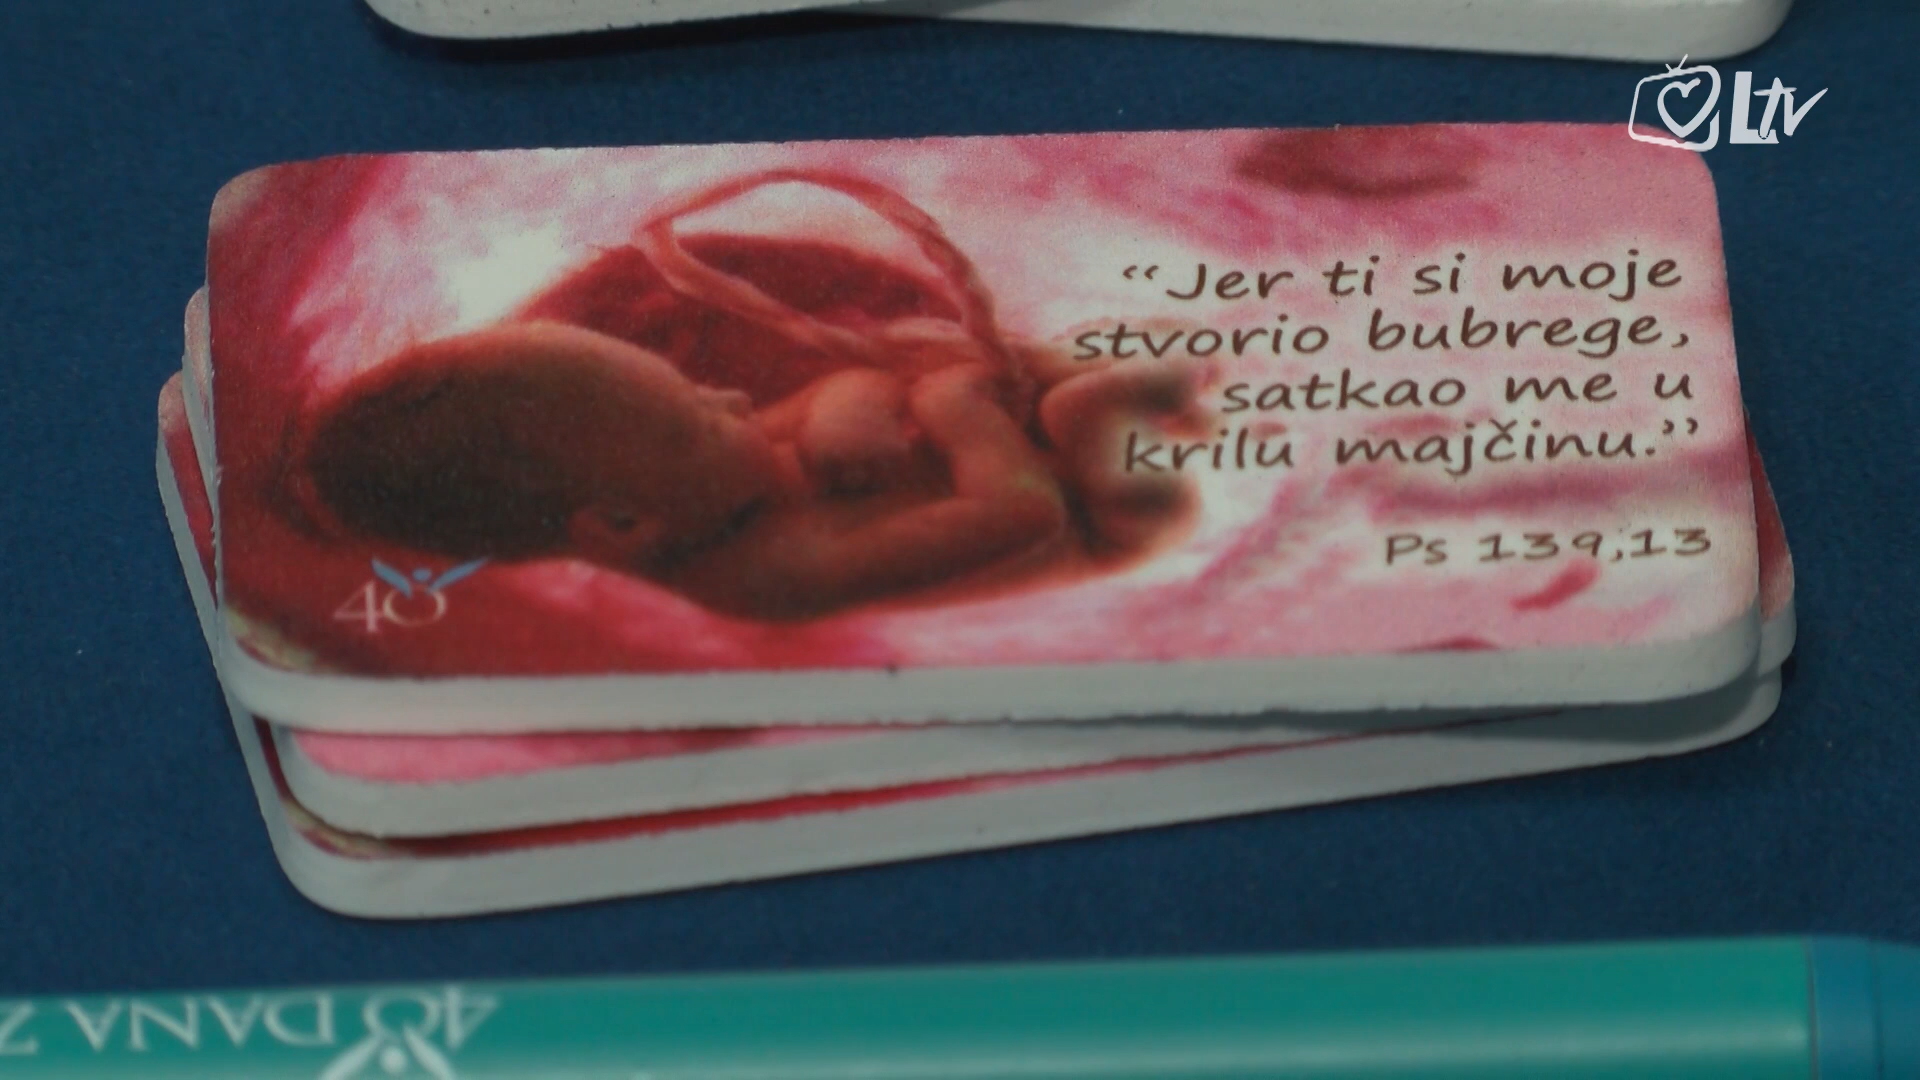 Ltv
“Jer ti si moje
stvorio bubrege,
satkao me u
krilu majčinu.”
Ps 139,13
40
40 DANA Z